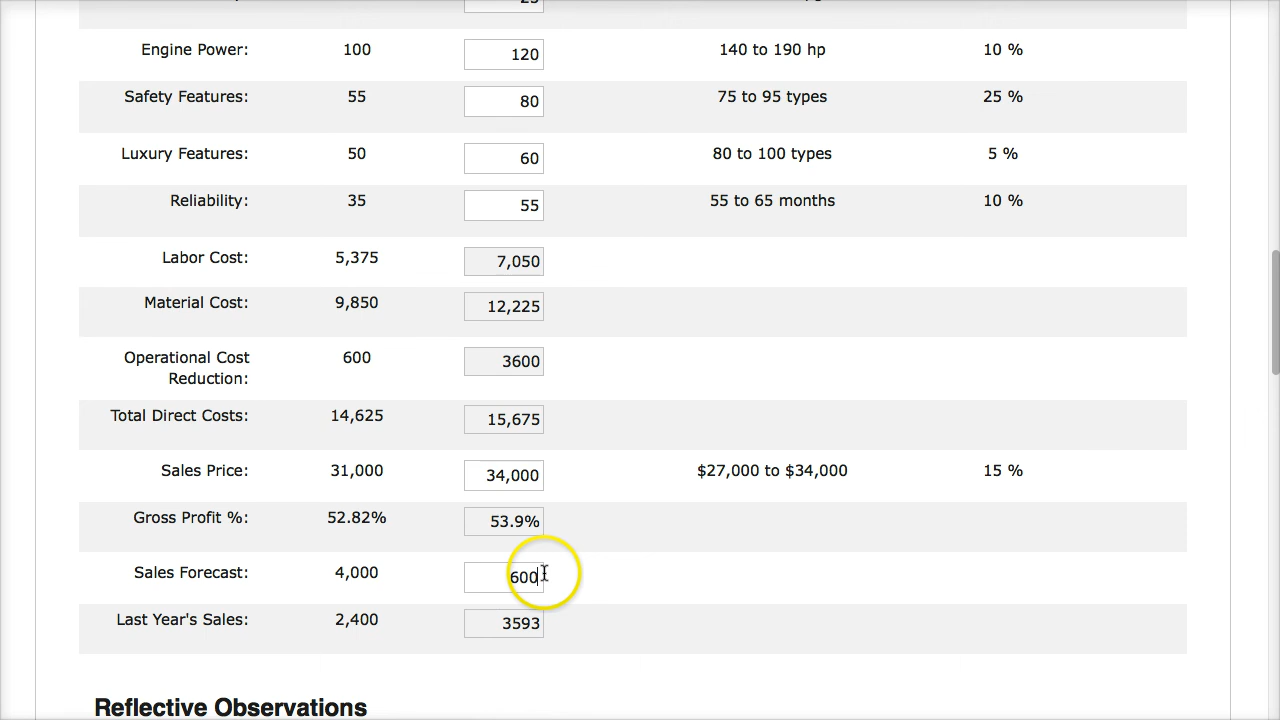 Engine Power: 100 120 140 to 190 hp 10 %
Safety Features: 55 80 75 to 95 types 25 %
Luxury Features: 50 60 80 to 100 types 5 %
Reliability: 35 55 55 to 65 months 10 %
Labor Cost: 5,375 7,050
Material Cost: 9,850 12,225
Operational Cost 600 3600
Reduction:
Total Direct Costs: 14,625 15,675
Sales Price: 31,000 34,000 $27,000 to $34,000 15 %
Gross Profit %: 52.82% 53.9%
Sales Forecast: 4,000 600
Last Year's Sales: 2,400 3593
Reflective Observations